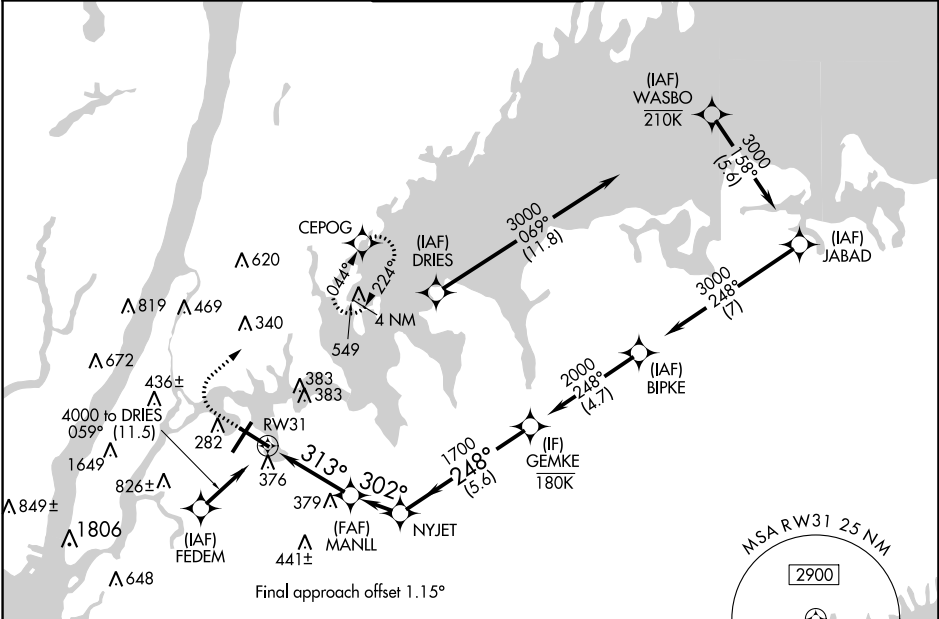 (IAF)
WASBO
210K
3000
158°
(5.6)
CEPOG
(IAF)
DRIES
3000
069°
(11.8)
(IAF)
JABAD
044°
224°
4 NM
549
620
819
469
340
3000
248°
(7)
672
436±
383
383
(IAF)
BIPKE
2000
248°
(4.7)
4000 to DRIES
059° (11.5)
282
RW31
376
(IF)
GEMKE
180K
1700
248°
(5.6)
1649
826±
313°
302°
379
849±
1806
(IAF)
FEDEM
(FAF)
MANLL
NYJET
441±
648
Final approach offset 1.15°
MSA RW31 25 NM
2900